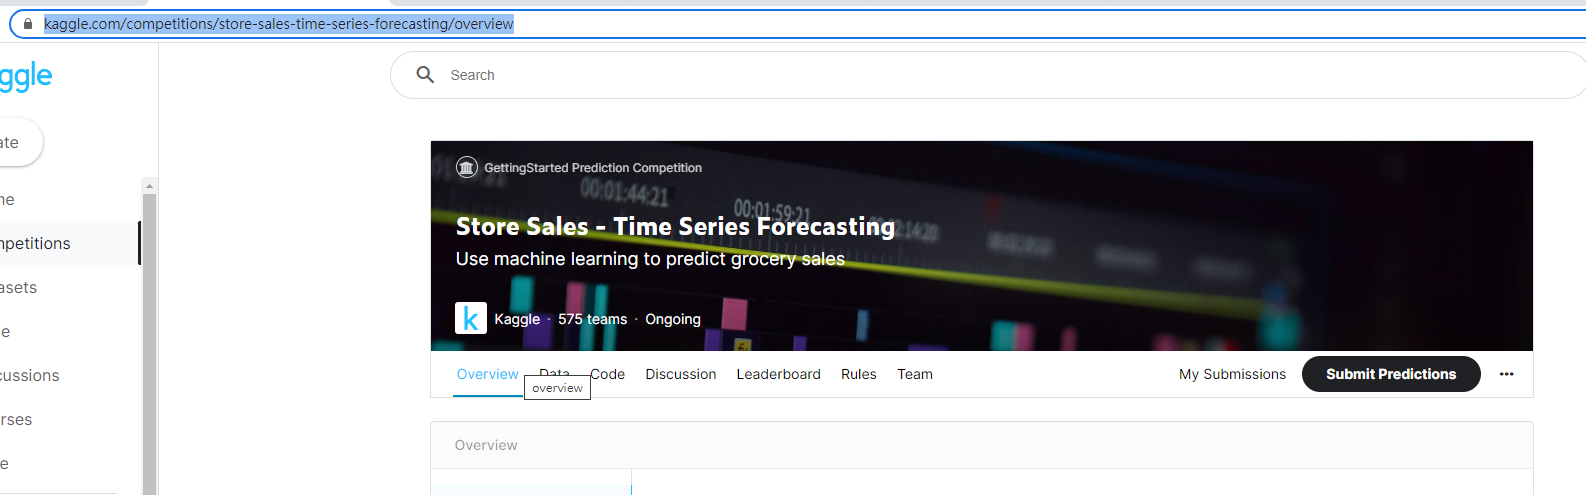 kaggle.com/competitions/store-sales-time-series-forecasting/overview
ggle
Search
ate
me
mpetitions
asets
e
cussions
rses
e
GettingStarted Prediction Competition
00:01:44:21
00:01:59:21
Store Sales - Time Series Forecasting
Use machine learning to predict grocery sales
k
Kaggle · 575 teams · Ongoing
Overview Data Code Discussion Leaderboard Rules Team My Submissions Submit Predictions ...
overview
Overview